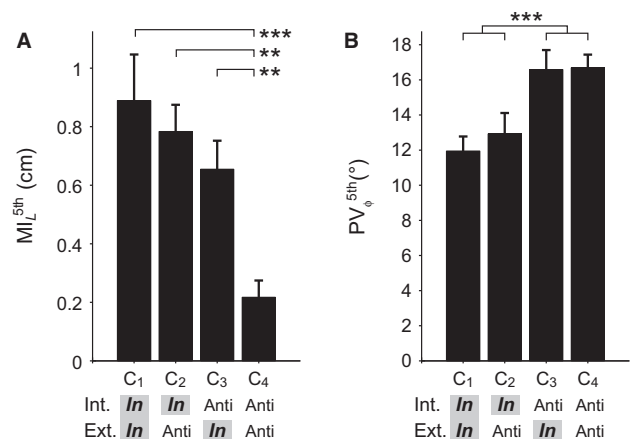 A
***
**
**
1
0.8
0.6
0.4
0.2
0
MI_L^5th (cm)
C1 C2 C3 C4
Int. In In Anti Anti
Ext. In Anti In Anti
B
***
18
16
14
12
10
8
6
4
2
0
PV_ϕ^5th(°)
C1 C2 C3 C4
Int. In In Anti Anti
Ext. In Anti In Anti